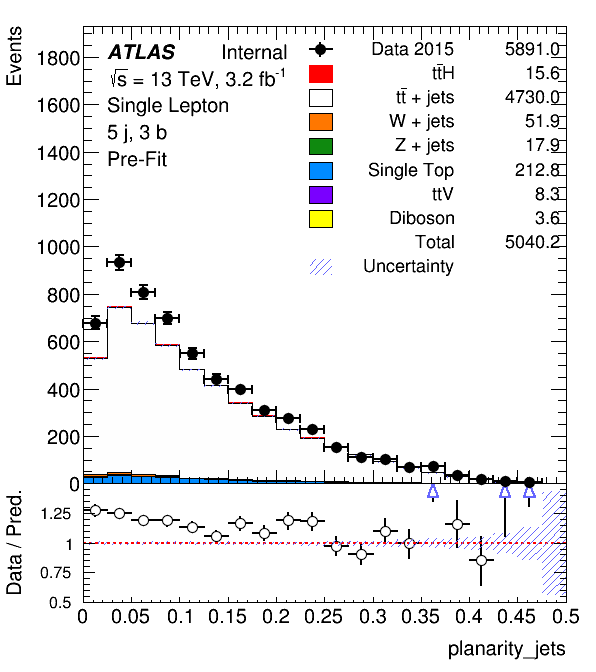 Events
1800
1600
1400
1200
1000
800
600
400
200
0
ATLAS Internal
√s = 13 TeV, 3.2 fb⁻¹
Single Lepton
5 j, 3 b
Pre-Fit
Data 2015 5891.0
tt̄H 15.6
tt̄ + jets 4730.0
W + jets 51.9
Z + jets 17.9
Single Top 212.8
ttV 8.3
Diboson 3.6
Total 5040.2
Uncertainty
Data / Pred.
1.25
1
0.75
0.5
0 0.05 0.1 0.15 0.2 0.25 0.3 0.35 0.4 0.45 0.5
planarity_jets